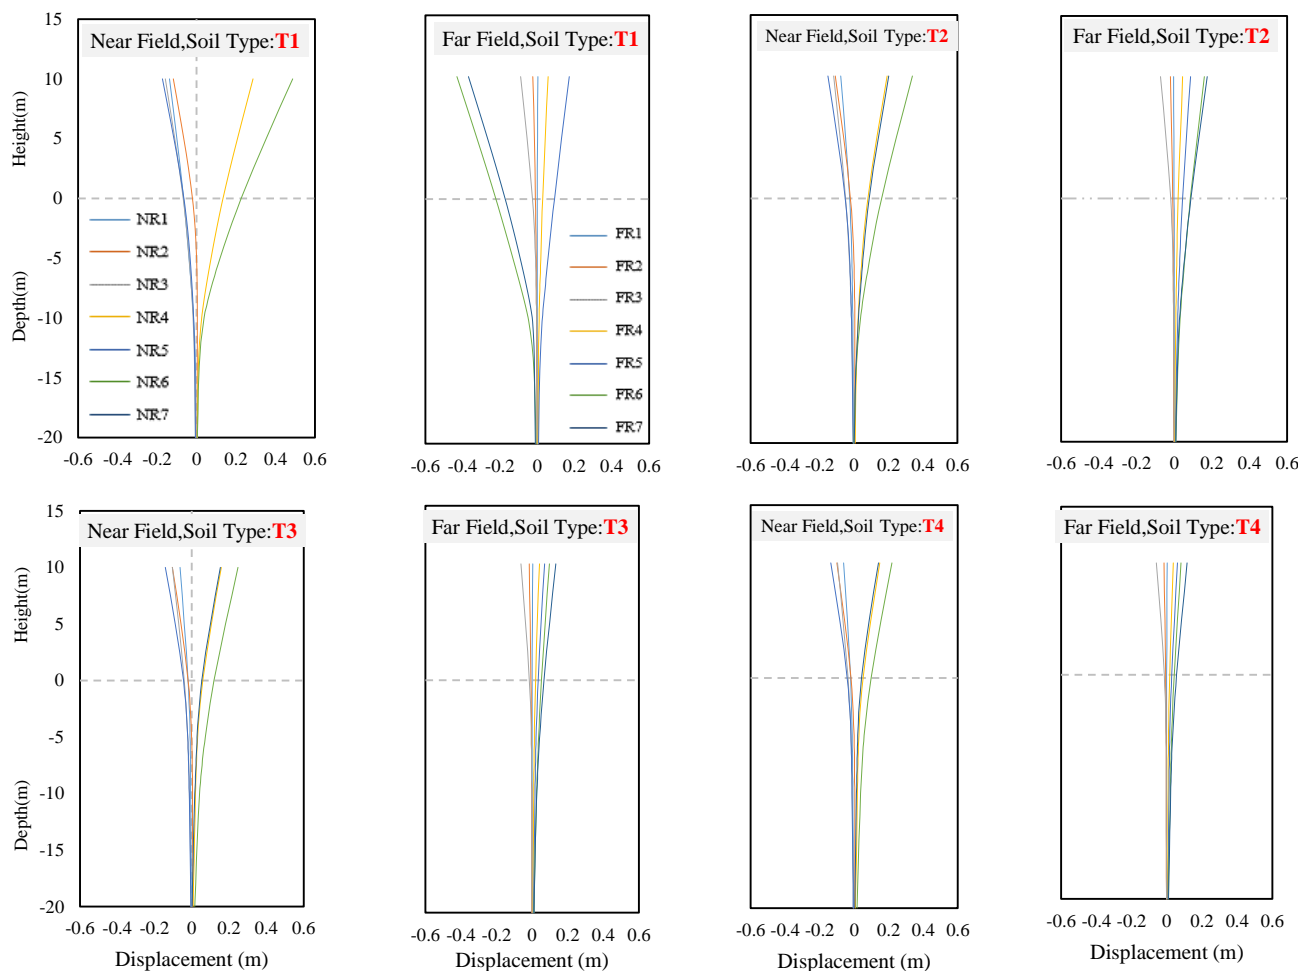 Near Field,Soil Type:T1
15
10
5
0
-5
-10
-15
-20
Height(m)
Depth(m)
NR1
NR2
NR3
NR4
NR5
NR6
NR7
-0.6 -0.4 -0.2 0 0.2 0.4 0.6
Far Field,Soil Type:T1
FR1
FR2
FR3
FR4
FR5
FR6
FR7
-0.6 -0.4 -0.2 0 0.2 0.4 0.6
Near Field,Soil Type:T2
-0.6 -0.4 -0.2 0 0.2 0.4 0.6
Far Field,Soil Type:T2
-0.6 -0.4 -0.2 0 0.2 0.4 0.6
Near Field,Soil Type:T3
15
10
5
0
-5
-10
-15
-20
Height(m)
Depth(m)
-0.6 -0.4 -0.2 0 0.2 0.4 0.6
Displacement (m)
Far Field,Soil Type:T3
-0.6 -0.4 -0.2 0 0.2 0.4 0.6
Displacement (m)
Near Field,Soil Type:T4
-0.6 -0.4 -0.2 0 0.2 0.4 0.6
Displacement (m)
Far Field,Soil Type:T4
-0.6 -0.4 -0.2 0 0.2 0.4 0.6
Displacement (m)